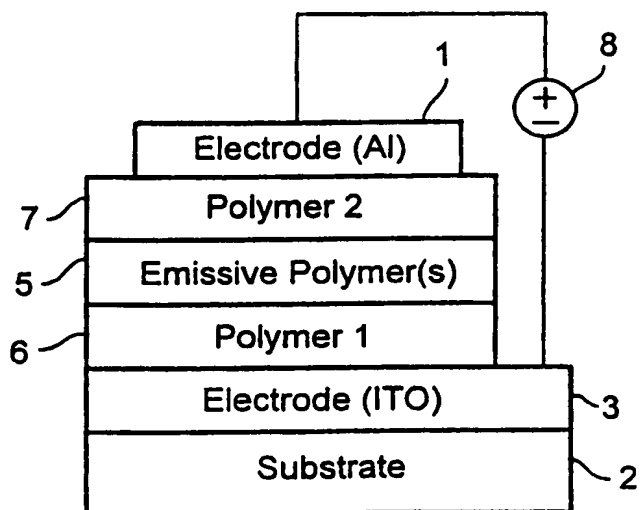 1
8
+
−
Electrode (Al)
7
Polymer 2
5
Emissive Polymer(s)
6
Polymer 1
Electrode (ITO)
3
Substrate
2